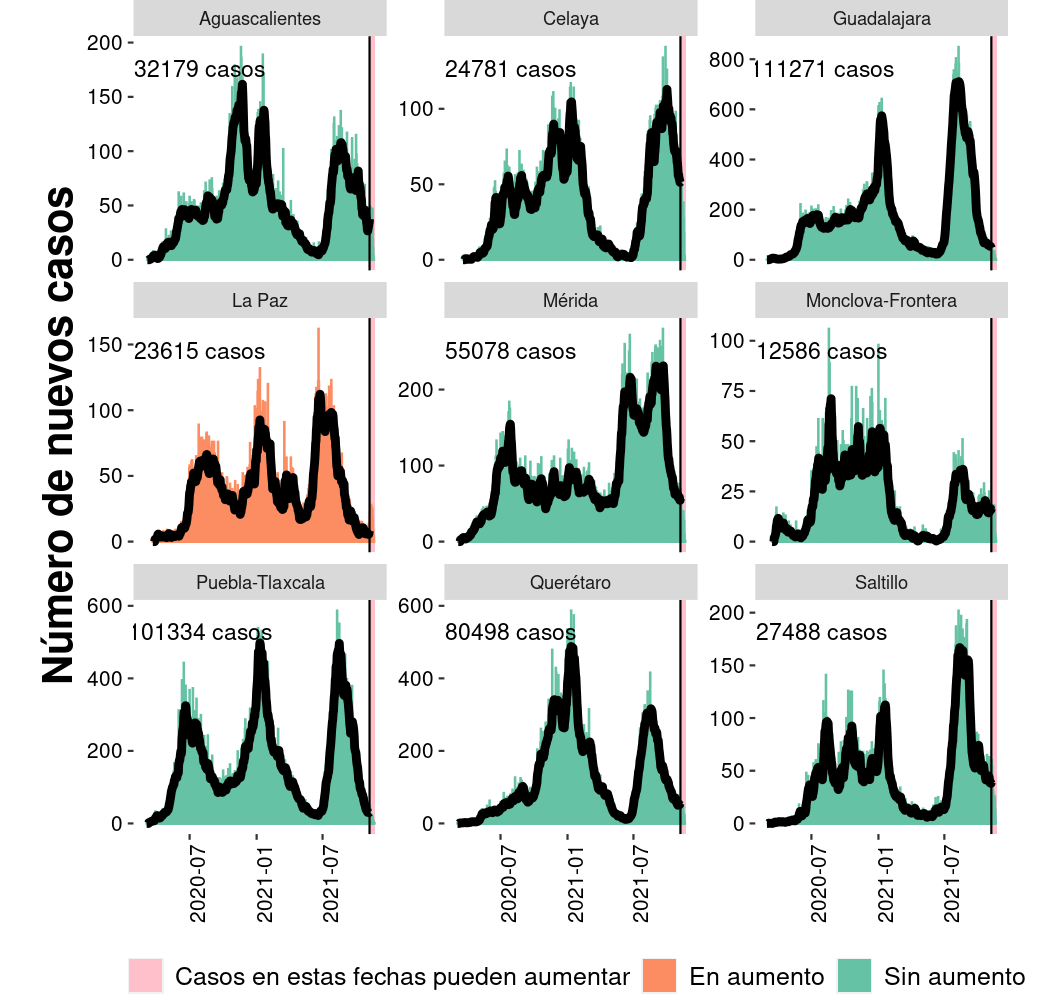 Número de nuevos casos
Aguascalientes
Celaya
Guadalajara
200
150
100
50
0
32179 casos
100
50
0
24781 casos
800
600
400
200
0
111271 casos
La Paz
Mérida
Monclova-Frontera
150
100
50
0
23615 casos
200
100
0
55078 casos
100
75
50
25
0
12586 casos
Puebla-Tlaxcala
Querétaro
Saltillo
600
400
200
0
101334 casos
600
400
200
0
80498 casos
200
150
100
50
0
27488 casos
2020-07
2021-01
2021-07
2020-07
2021-01
2021-07
2020-07
2021-01
2021-07
Casos en estas fechas pueden aumentar
En aumento
Sin aumento